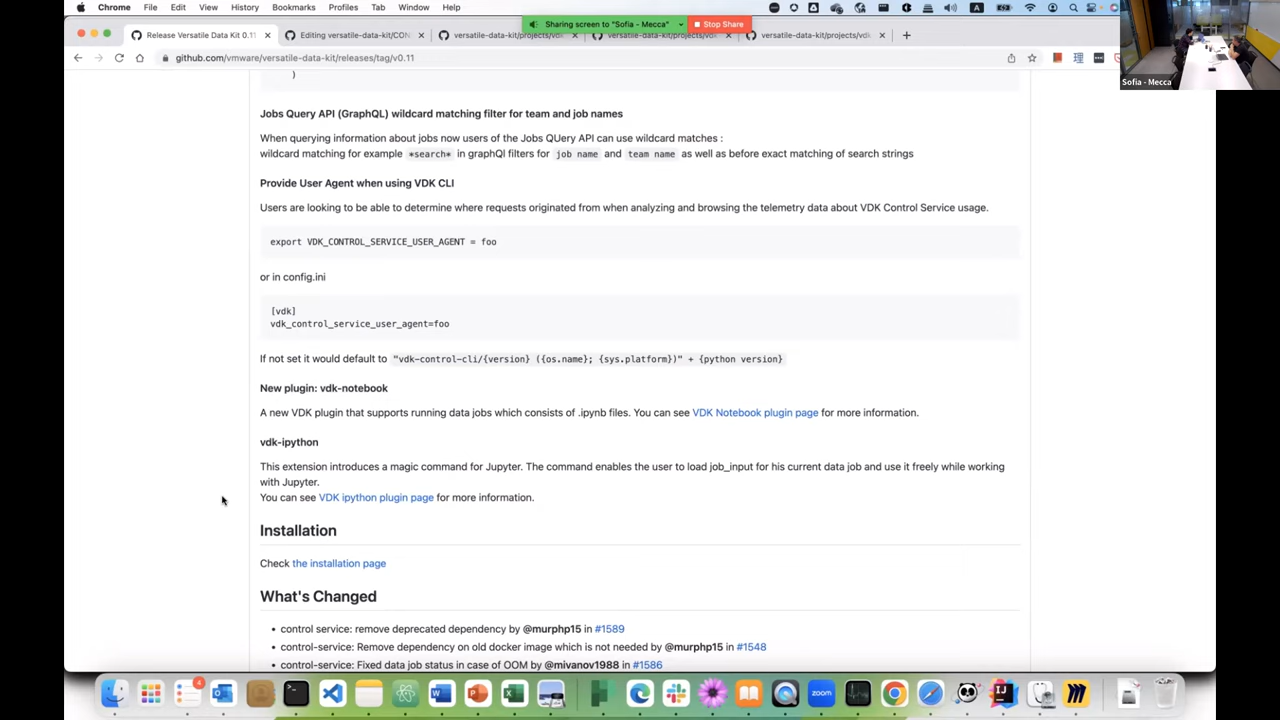 Chrome File Edit View History Bookmarks Profiles Tab Window Help
Sharing screen to "Sofia - Mecca" Stop Share
Release Versatile Data Kit 0.11
Editing versatile-data-kit/CON
versatile-data-kit/projects/vdk
versatile-data-kit/projects/vdk
versatile-data-kit/projects/vdk
github.com/vmware/versatile-data-kit/releases/tag/v0.11
Sofia - Mecca
)
Jobs Query API (GraphQL) wildcard matching filter for team and job names
When querying information about jobs now users of the Jobs QUery API can use wildcard matches :
wildcard matching for example *search* in graphQl filters for job name and team name as well as before exact matching of search strings
Provide User Agent when using VDK CLI
Users are looking to be able to determine where requests originated from when analyzing and browsing the telemetry data about VDK Control Service usage.
export VDK_CONTROL_SERVICE_USER_AGENT = foo
or in config.ini
[vdk]
vdk_control_service_user_agent=foo
If not set it would default to "vdk-control-cli/{version} ({os.name}; {sys.platform})" + {python version}
New plugin: vdk-notebook
A new VDK plugin that supports running data jobs which consists of .ipynb files. You can see VDK Notebook plugin page for more information.
vdk-ipython
This extension introduces a magic command for Jupyter. The command enables the user to load job_input for his current data job and use it freely while working
with Jupyter.
You can see VDK ipython plugin page for more information.
Installation
Check the installation page
What's Changed
• control service: remove deprecated dependency by @murphp15 in #1589
• control-service: Remove dependency on old docker image which is not needed by @murphp15 in #1548
• control-service: Fixed data job status in case of OOM by @mivanov1988 in #1586
4
zoom